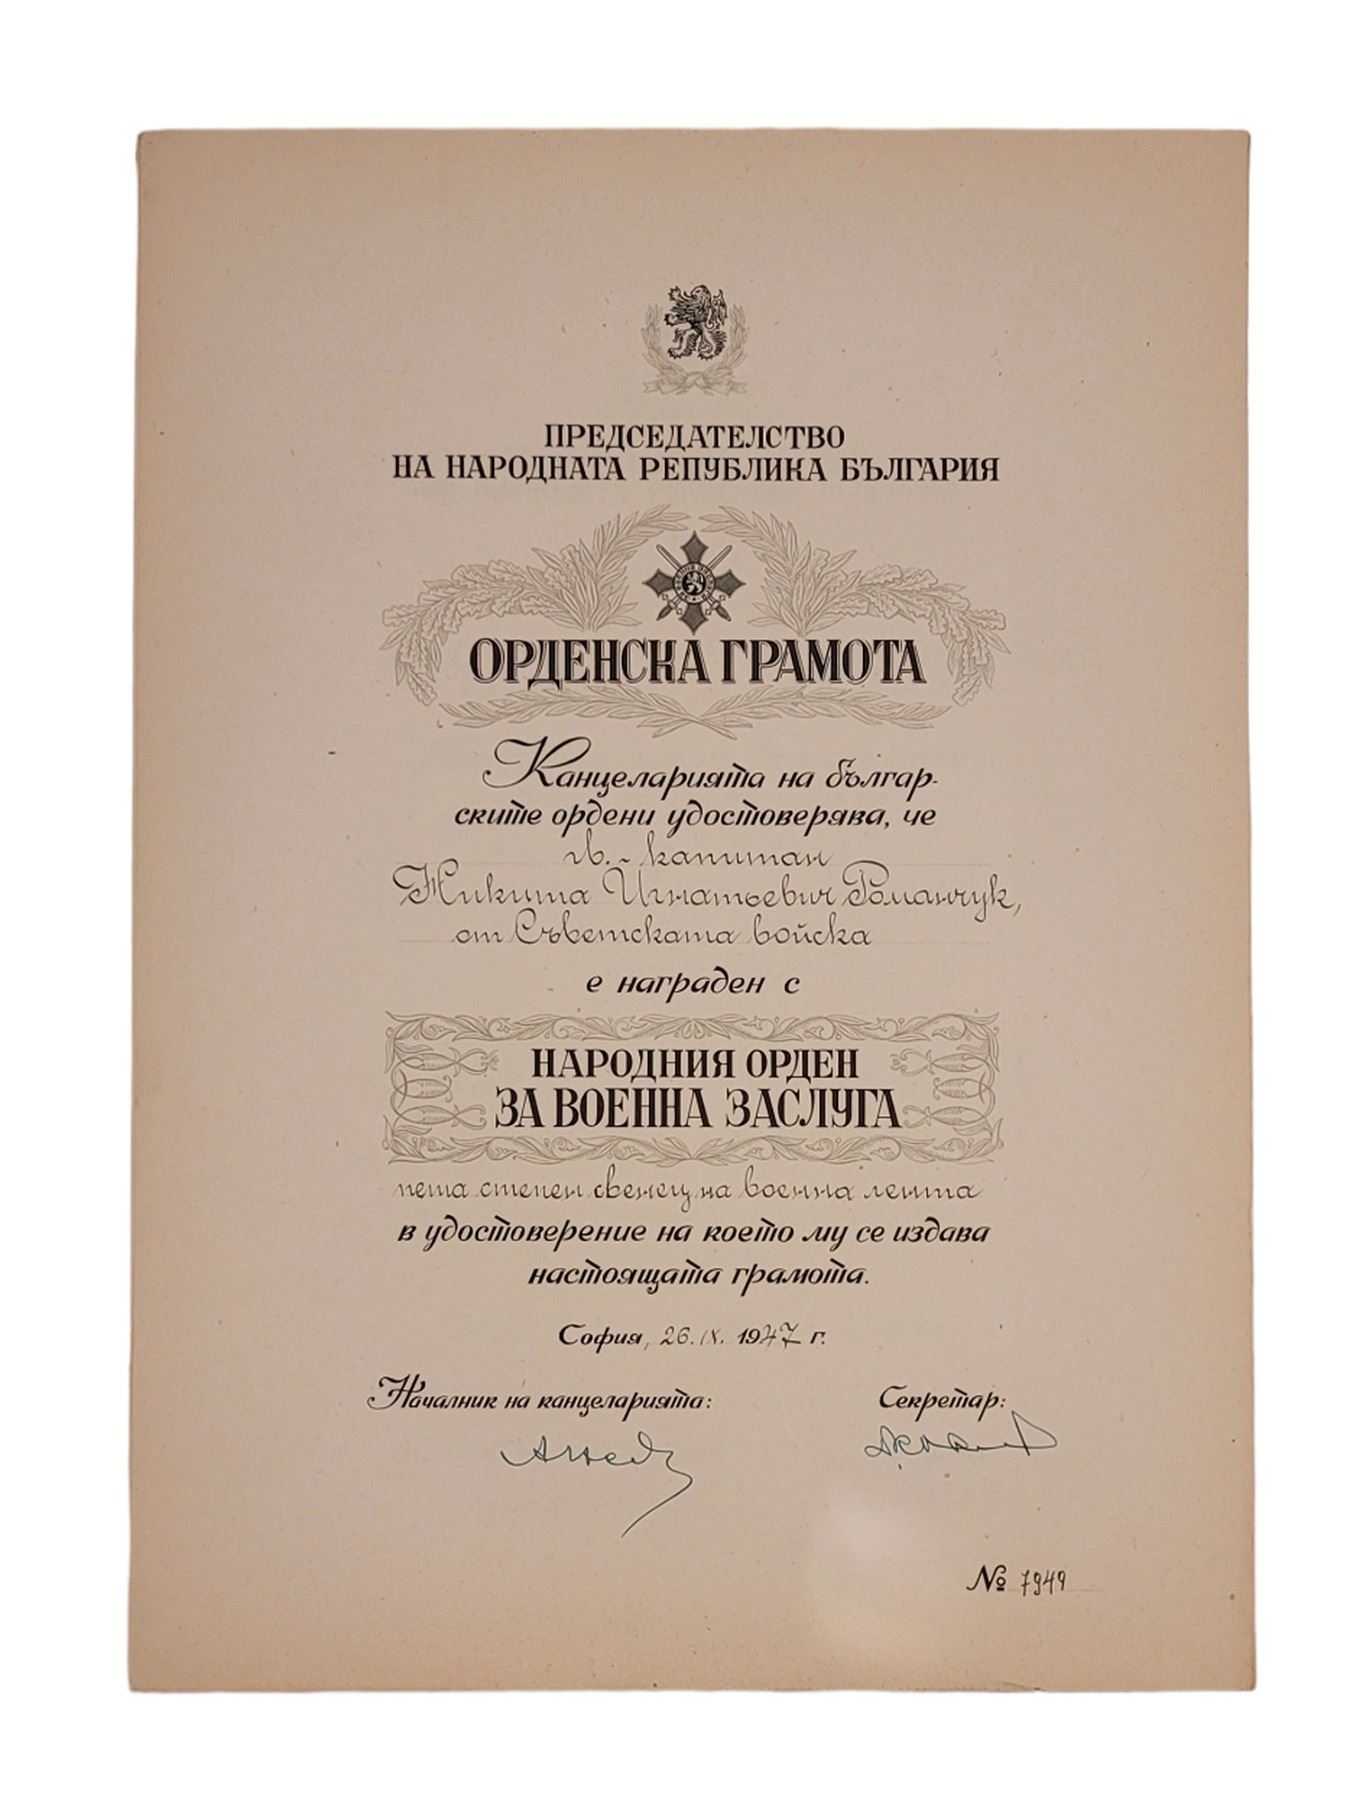 ПРЕДСЕДАТЕЛСТВО
НА НАРОДНАТА РЕПУБЛИКА БЪЛГАРИЯ
ОРДЕНСКА ГРАМОТА
Канцеларията на българ-
ските ордени удостоверява, че
гв.-капитан
Никита Игнатьевич Романчук,
от Съветската войска
е награден с
НАРОДНИЯ ОРДЕН
ЗА ВОЕННА ЗАСЛУГА
пета степен с венец на военна лента
в удостоверение на което му се издава
настоящата грамота.
София, 26.IX. 1947 г.
Началник на канцеларията:
Секретар:
№ 7949